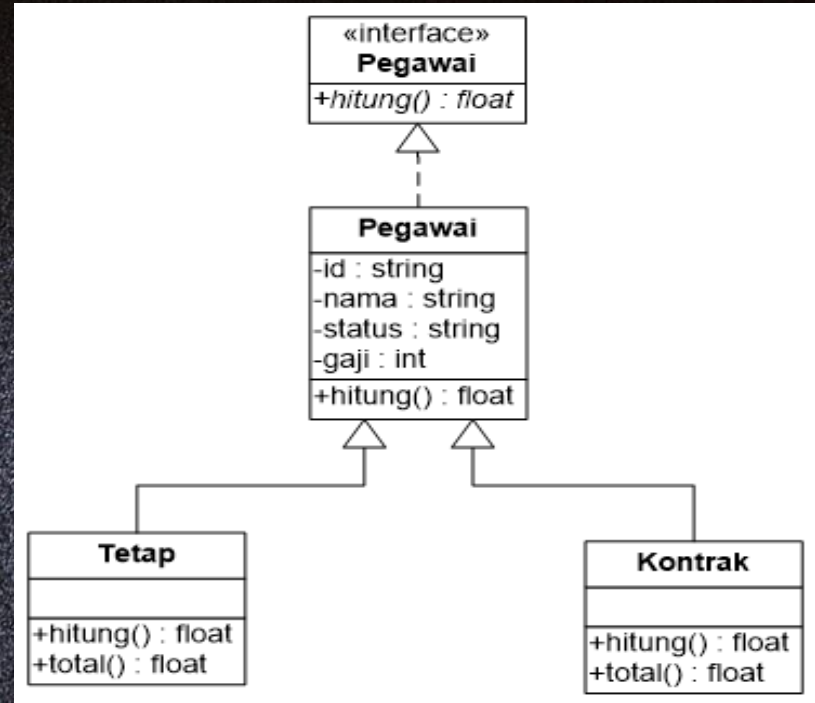 «interface»
Pegawai
+hitung() : float
Pegawai
-id : string
-nama : string
-status : string
-gaji : int
+hitung() : float
Tetap
+hitung() : float
+total() : float
Kontrak
+hitung() : float
+total() : float